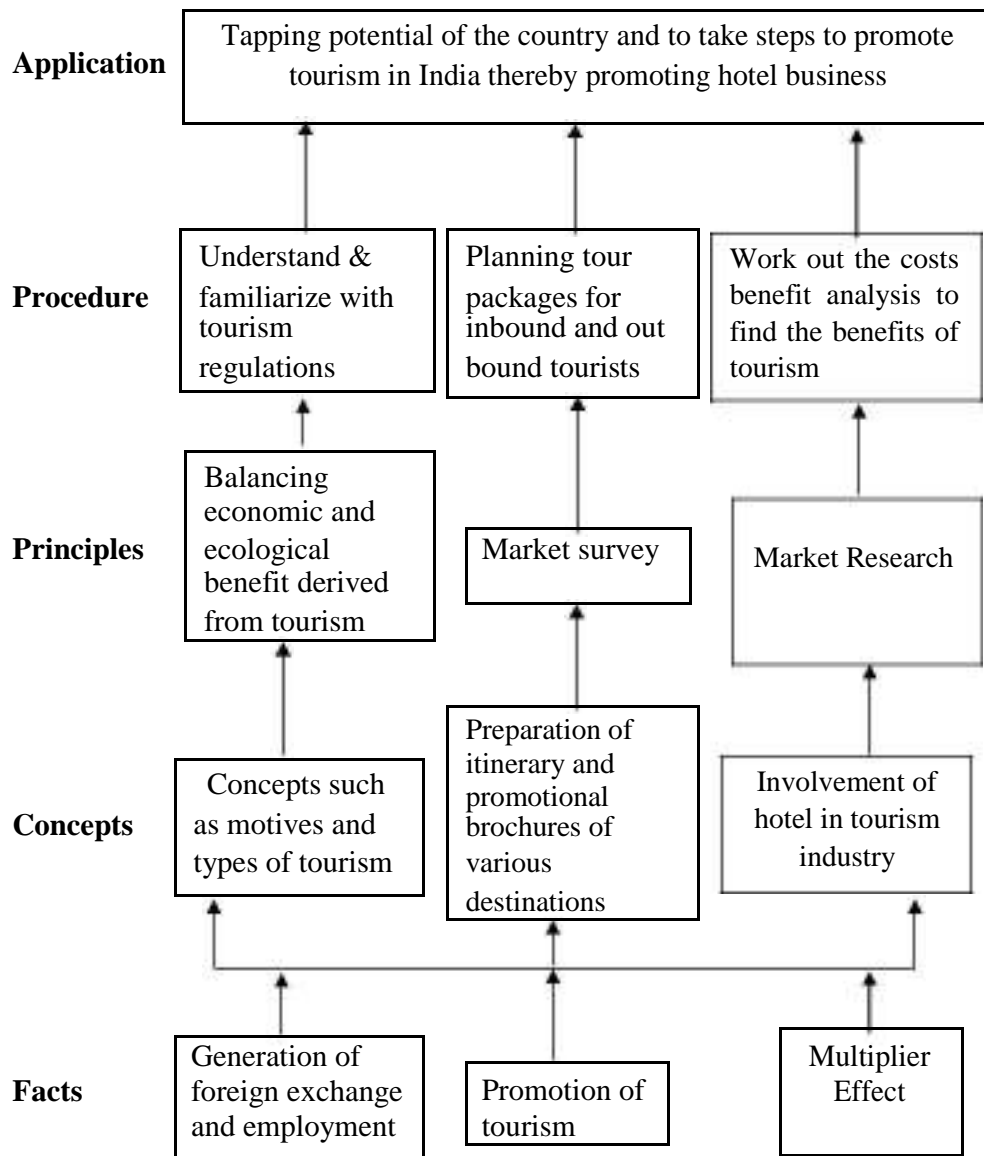 Application
Tapping potential of the country and to take steps to promote
tourism in India thereby promoting hotel business
Procedure
Understand &
familiarize with
tourism
regulations
Planning tour
packages for
inbound and out
bound tourists
Work out the costs
benefit analysis to
find the benefits of
tourism
Principles
Balancing
economic and
ecological
benefit derived
from tourism
Market survey
Market Research
Concepts
Concepts such
as motives and
types of tourism
Preparation of
itinerary and
promotional
brochures of
various
destinations
Involvement of
hotel in tourism
industry
Facts
Generation of
foreign exchange
and employment
Promotion of
tourism
Multiplier
Effect